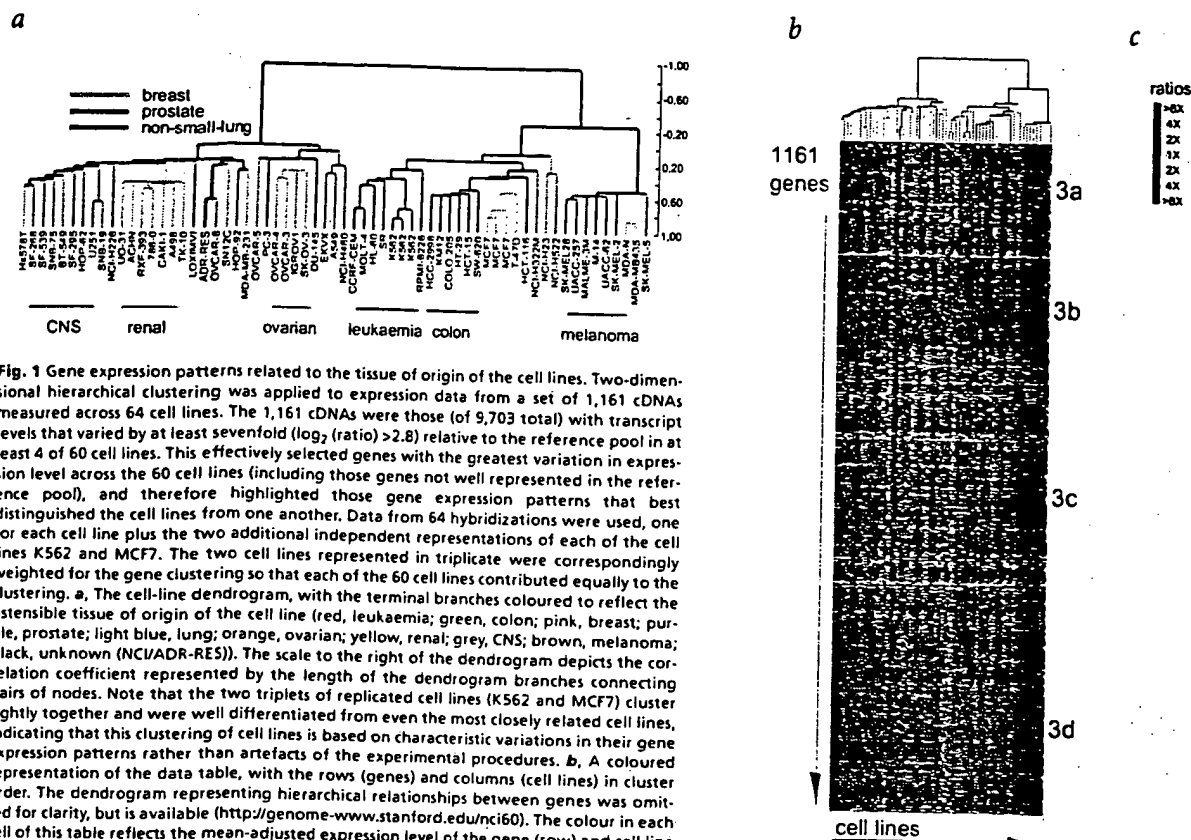 a
b
c
breast
prostate
non-small-lung
-1.00
-0.60
-0.20
0.20
0.60
1.00
CNS
renal
ovarian
leukaemia
colon
melanoma
1161
genes
3a
3b
3c
3d
cell lines
ratios
>8X
4X
2X
1X
2X
4X
>8X
Fig. 1 Gene expression patterns related to the tissue of origin of the cell lines. Two-dimen-
sional hierarchical clustering was applied to expression data from a set of 1,161 cDNAs
measured across 64 cell lines. The 1,161 cDNAs were those (of 9,703 total) with transcript
levels that varied by at least sevenfold (log2 (ratio) >2.8) relative to the reference pool in at
east 4 of 60 cell lines. This effectively selected genes with the greatest variation in expres-
sion level across the 60 cell lines (including those genes not well represented in the refer-
ence pool), and therefore highlighted those gene expression patterns that best
distinguished the cell lines from one another. Data from 64 hybridizations were used, one
or each cell line plus the two additional independent representations of each of the cell
ines K562 and MCF7. The two cell lines represented in triplicate were correspondingly
weighted for the gene clustering so that each of the 60 cell lines contributed equally to the
lustering. a, The cell-line dendrogram, with the terminal branches coloured to reflect the
stensible tissue of origin of the cell line (red, leukaemia; green, colon; pink, breast; pur-
le, prostate; light blue, lung; orange, ovarian; yellow, renal; grey, CNS; brown, melanoma;
lack, unknown (NCI/ADR-RES)). The scale to the right of the dendrogram depicts the cor-
elation coefficient represented by the length of the dendrogram branches connecting
airs of nodes. Note that the two triplets of replicated cell lines (K562 and MCF7) cluster
ightly together and were well differentiated from even the most closely related cell lines,
ndicating that this clustering of cell lines is based on characteristic variations in their gene
xpression patterns rather than artefacts of the experimental procedures. b, A coloured
epresentation of the data table, with the rows (genes) and columns (cell lines) in cluster
rder. The dendrogram representing hierarchical relationships between genes was omit-
ed for clarity, but is available (http://genome-www.stanford.edu/nci60). The colour in each
ell of this table reflects the mean-adjusted expression level of the gene (row) and cell line